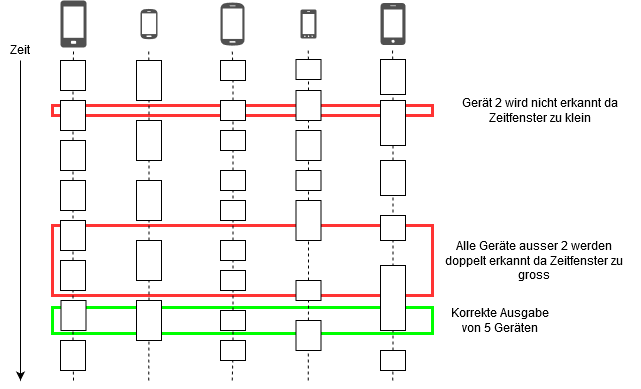 Zeit
Gerät 2 wird nicht erkannt da
Zeitfenster zu klein
Alle Geräte ausser 2 werden
doppelt erkannt da Zeitfenster zu
gross
Korrekte Ausgabe
von 5 Geräten